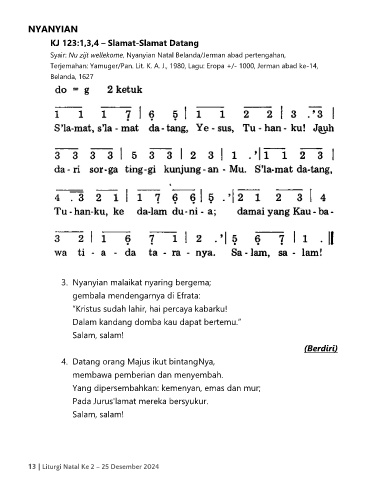 NYANYIAN
KJ 123:1,3,4 – Slamat-Slamat Datang
Syair: Nu zijt wellekome, Nyanyian Natal Belanda/Jerman abad pertengahan,
Terjemahan: Yamuger/Pan. Lit. K. A. J., 1980, Lagu: Eropa +/- 1000, Jerman abad ke-14,
Belanda, 1627
do = g 2 ketuk
1 1 1 7 | 6 5 | 1 1 2 2 | 3 .'3 |
S'la-mat, s'la - mat da - tang, Ye - sus, Tu - han - ku! Jauh
3 3 3 3 | 5 3 3 | 2 3 | 1 .'| 1 1 2 3 |
da - ri sor-ga ting-gi kunjung - an - Mu. S'la-mat da-tang,
4 .3 2 1 | 1 7 6 6 | 5 .'| 2 1 2 3 | 4
Tu - han-ku, ke da-lam du - ni - a; damai yang Kau - ba -
3 2 | 1 6 7 1 | 2 .'| 5 6 7 | 1 . ||
wa ti - a - da ta - ra - nya. Sa - lam, sa - lam!
3. Nyanyian malaikat nyaring bergema;
gembala mendengarnya di Efrata:
"Kristus sudah lahir, hai percaya kabarku!
Dalam kandang domba kau dapat bertemu."
Salam, salam!
(Berdiri)
4. Datang orang Majus ikut bintangNya,
membawa pemberian dan menyembah.
Yang dipersembahkan: kemenyan, emas dan mur;
Pada Jurus'lamat mereka bersyukur.
Salam, salam!
13 | Liturgi Natal Ke 2 – 25 Desember 2024